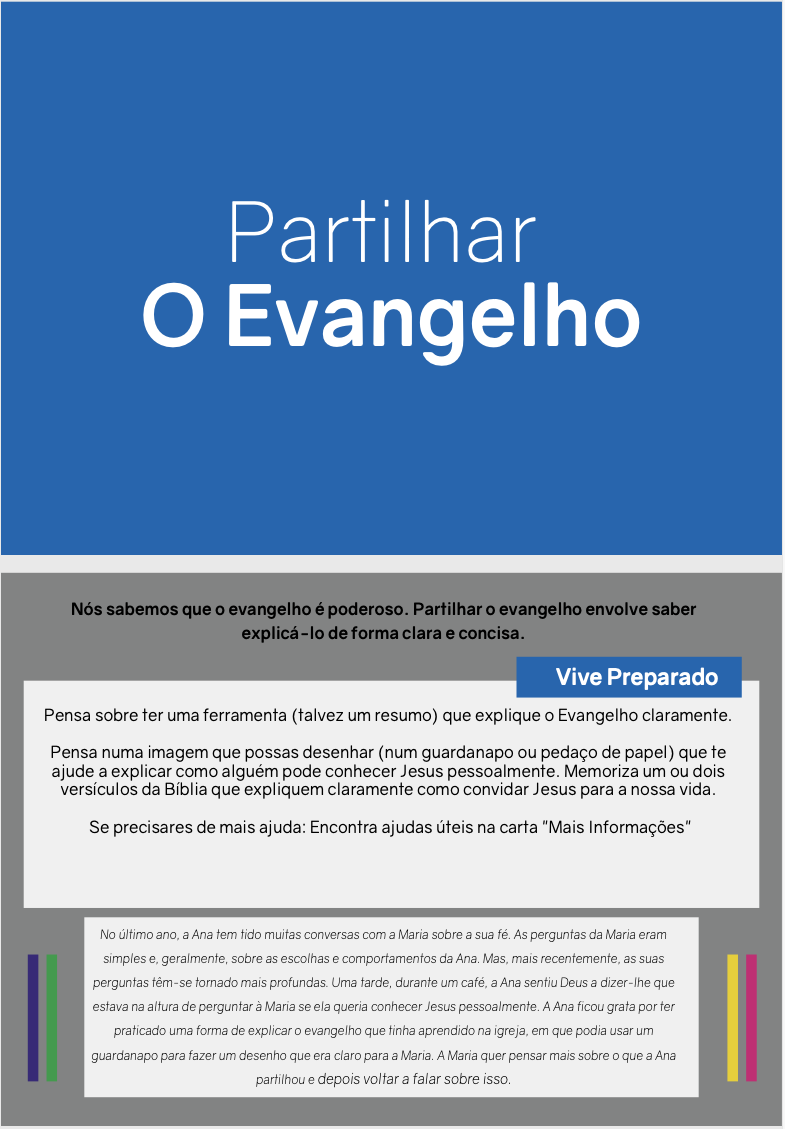 Partilhar
O Evangelho
Nós sabemos que o evangelho é poderoso. Partilhar o evangelho envolve saber
explicá-lo de forma clara e concisa.
Vive Preparado
Pensa sobre ter uma ferramenta (talvez um resumo) que explique o Evangelho claramente.
Pensa numa imagem que possas desenhar (num guardanapo ou pedaço de papel) que te
ajude a explicar como alguém pode conhecer Jesus pessoalmente. Memoriza um ou dois
versículos da Bíblia que expliquem claramente como convidar Jesus para a nossa vida.
Se precisares de mais ajuda: Encontra ajudas úteis na carta "Mais Informações"
No último ano, a Ana tem tido muitas conversas com a Maria sobre a sua fé. As perguntas da Maria eram
simples e, geralmente, sobre as escolhas e comportamentos da Ana. Mas, mais recentemente, as suas
perguntas têm-se tornado mais profundas. Uma tarde, durante um café, a Ana sentiu Deus a dizer-lhe que
estava na altura de perguntar à Maria se ela queria conhecer Jesus pessoalmente. A Ana ficou grata por ter
praticado uma forma de explicar o evangelho que tinha aprendido na igreja, em que podia usar um
guardanapo para fazer um desenho que era claro para a Maria. A Maria quer pensar mais sobre o que a Ana
partilhou e depois voltar a falar sobre isso.